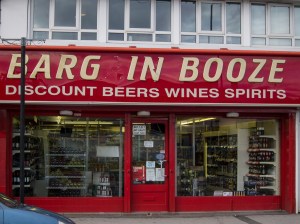 BARG IN BOOZE
DISCOUNT BEERS WINES SPIRITS